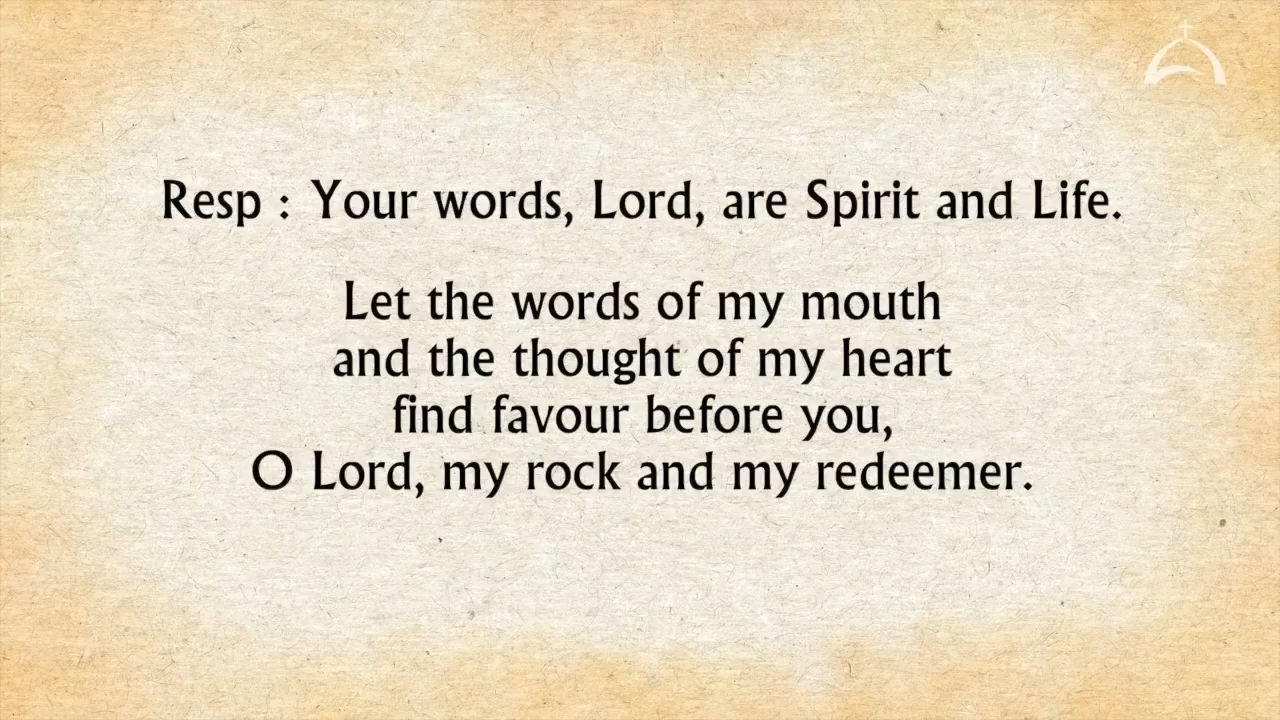 Resp : Your words, Lord, are Spirit and Life.
Let the words of my mouth
and the thought of my heart
find favour before you,
O Lord, my rock and my redeemer.